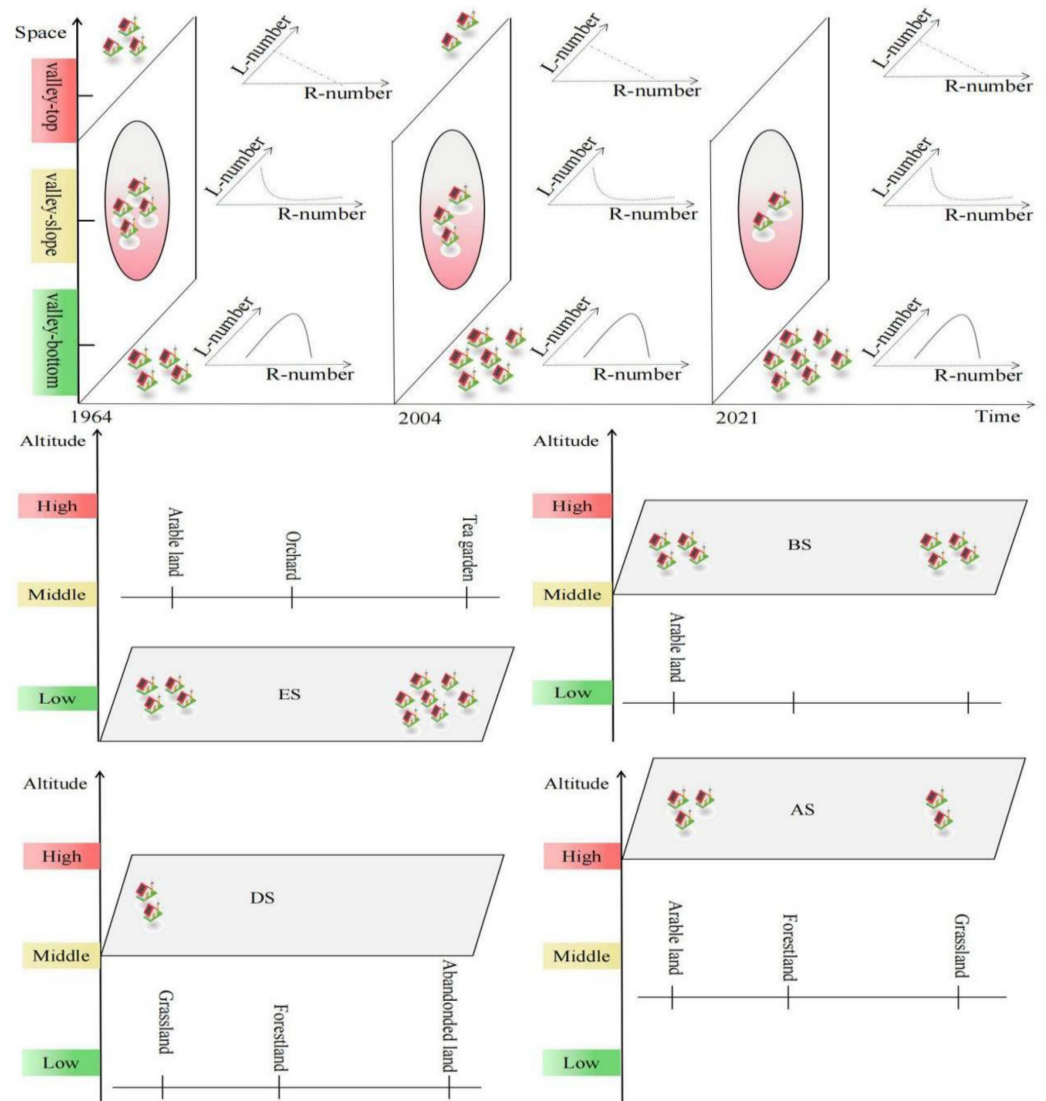 Space
valley-top
valley-slope
valley-bottom
L-number
R-number
L-number
R-number
L-number
R-number
L-number
R-number
L-number
R-number
L-number
R-number
L-number
R-number
L-number
R-number
L-number
R-number
1964
2004
2021
Time
Altitude
High
Middle
Low
Arable land
Orchard
Tea garden
ES
Altitude
High
Middle
Low
BS
Arable land
Altitude
High
Middle
Low
DS
Grassland
Forestland
Abandonded land
Altitude
High
Middle
Low
AS
Arable land
Forestland
Grassland